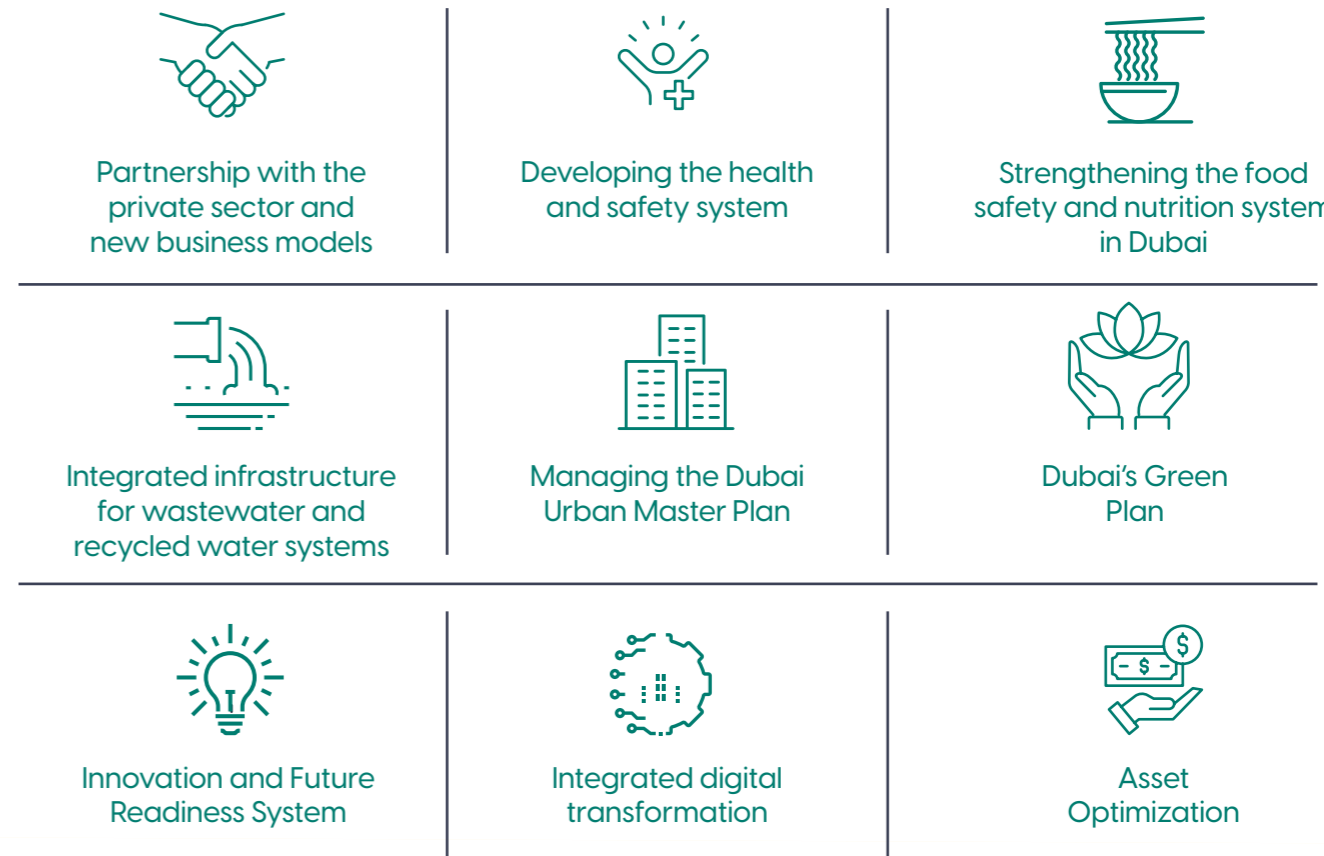 Partnership with the
private sector and
new business models
Developing the health
and safety system
Strengthening the food
safety and nutrition system
in Dubai
Integrated infrastructure
for wastewater and
recycled water systems
Managing the Dubai
Urban Master Plan
Dubai's Green
Plan
Innovation and Future
Readiness System
Integrated digital
transformation
$
$
Asset
Optimization